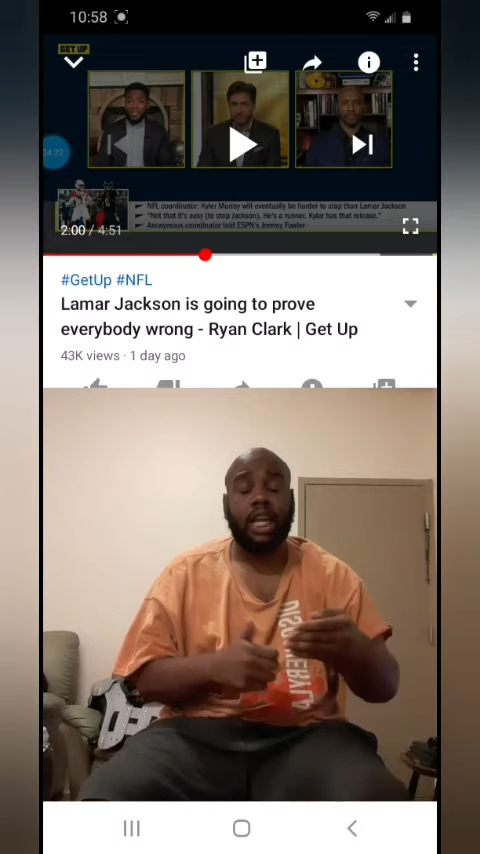 10:58
GET UP
04:22
NFL coordinator: Kyler Murray will eventually be harder to stop than Lamar Jackson
"Not that it's easy (to stop Jackson). He's a runner, Kyler has that release."
Anonymous coordinator told ESPN's Jeremy Fowler
2:00 / 4:51
#GetUp #NFL
Lamar Jackson is going to prove
everybody wrong - Ryan Clark | Get Up
43K views · 1 day ago